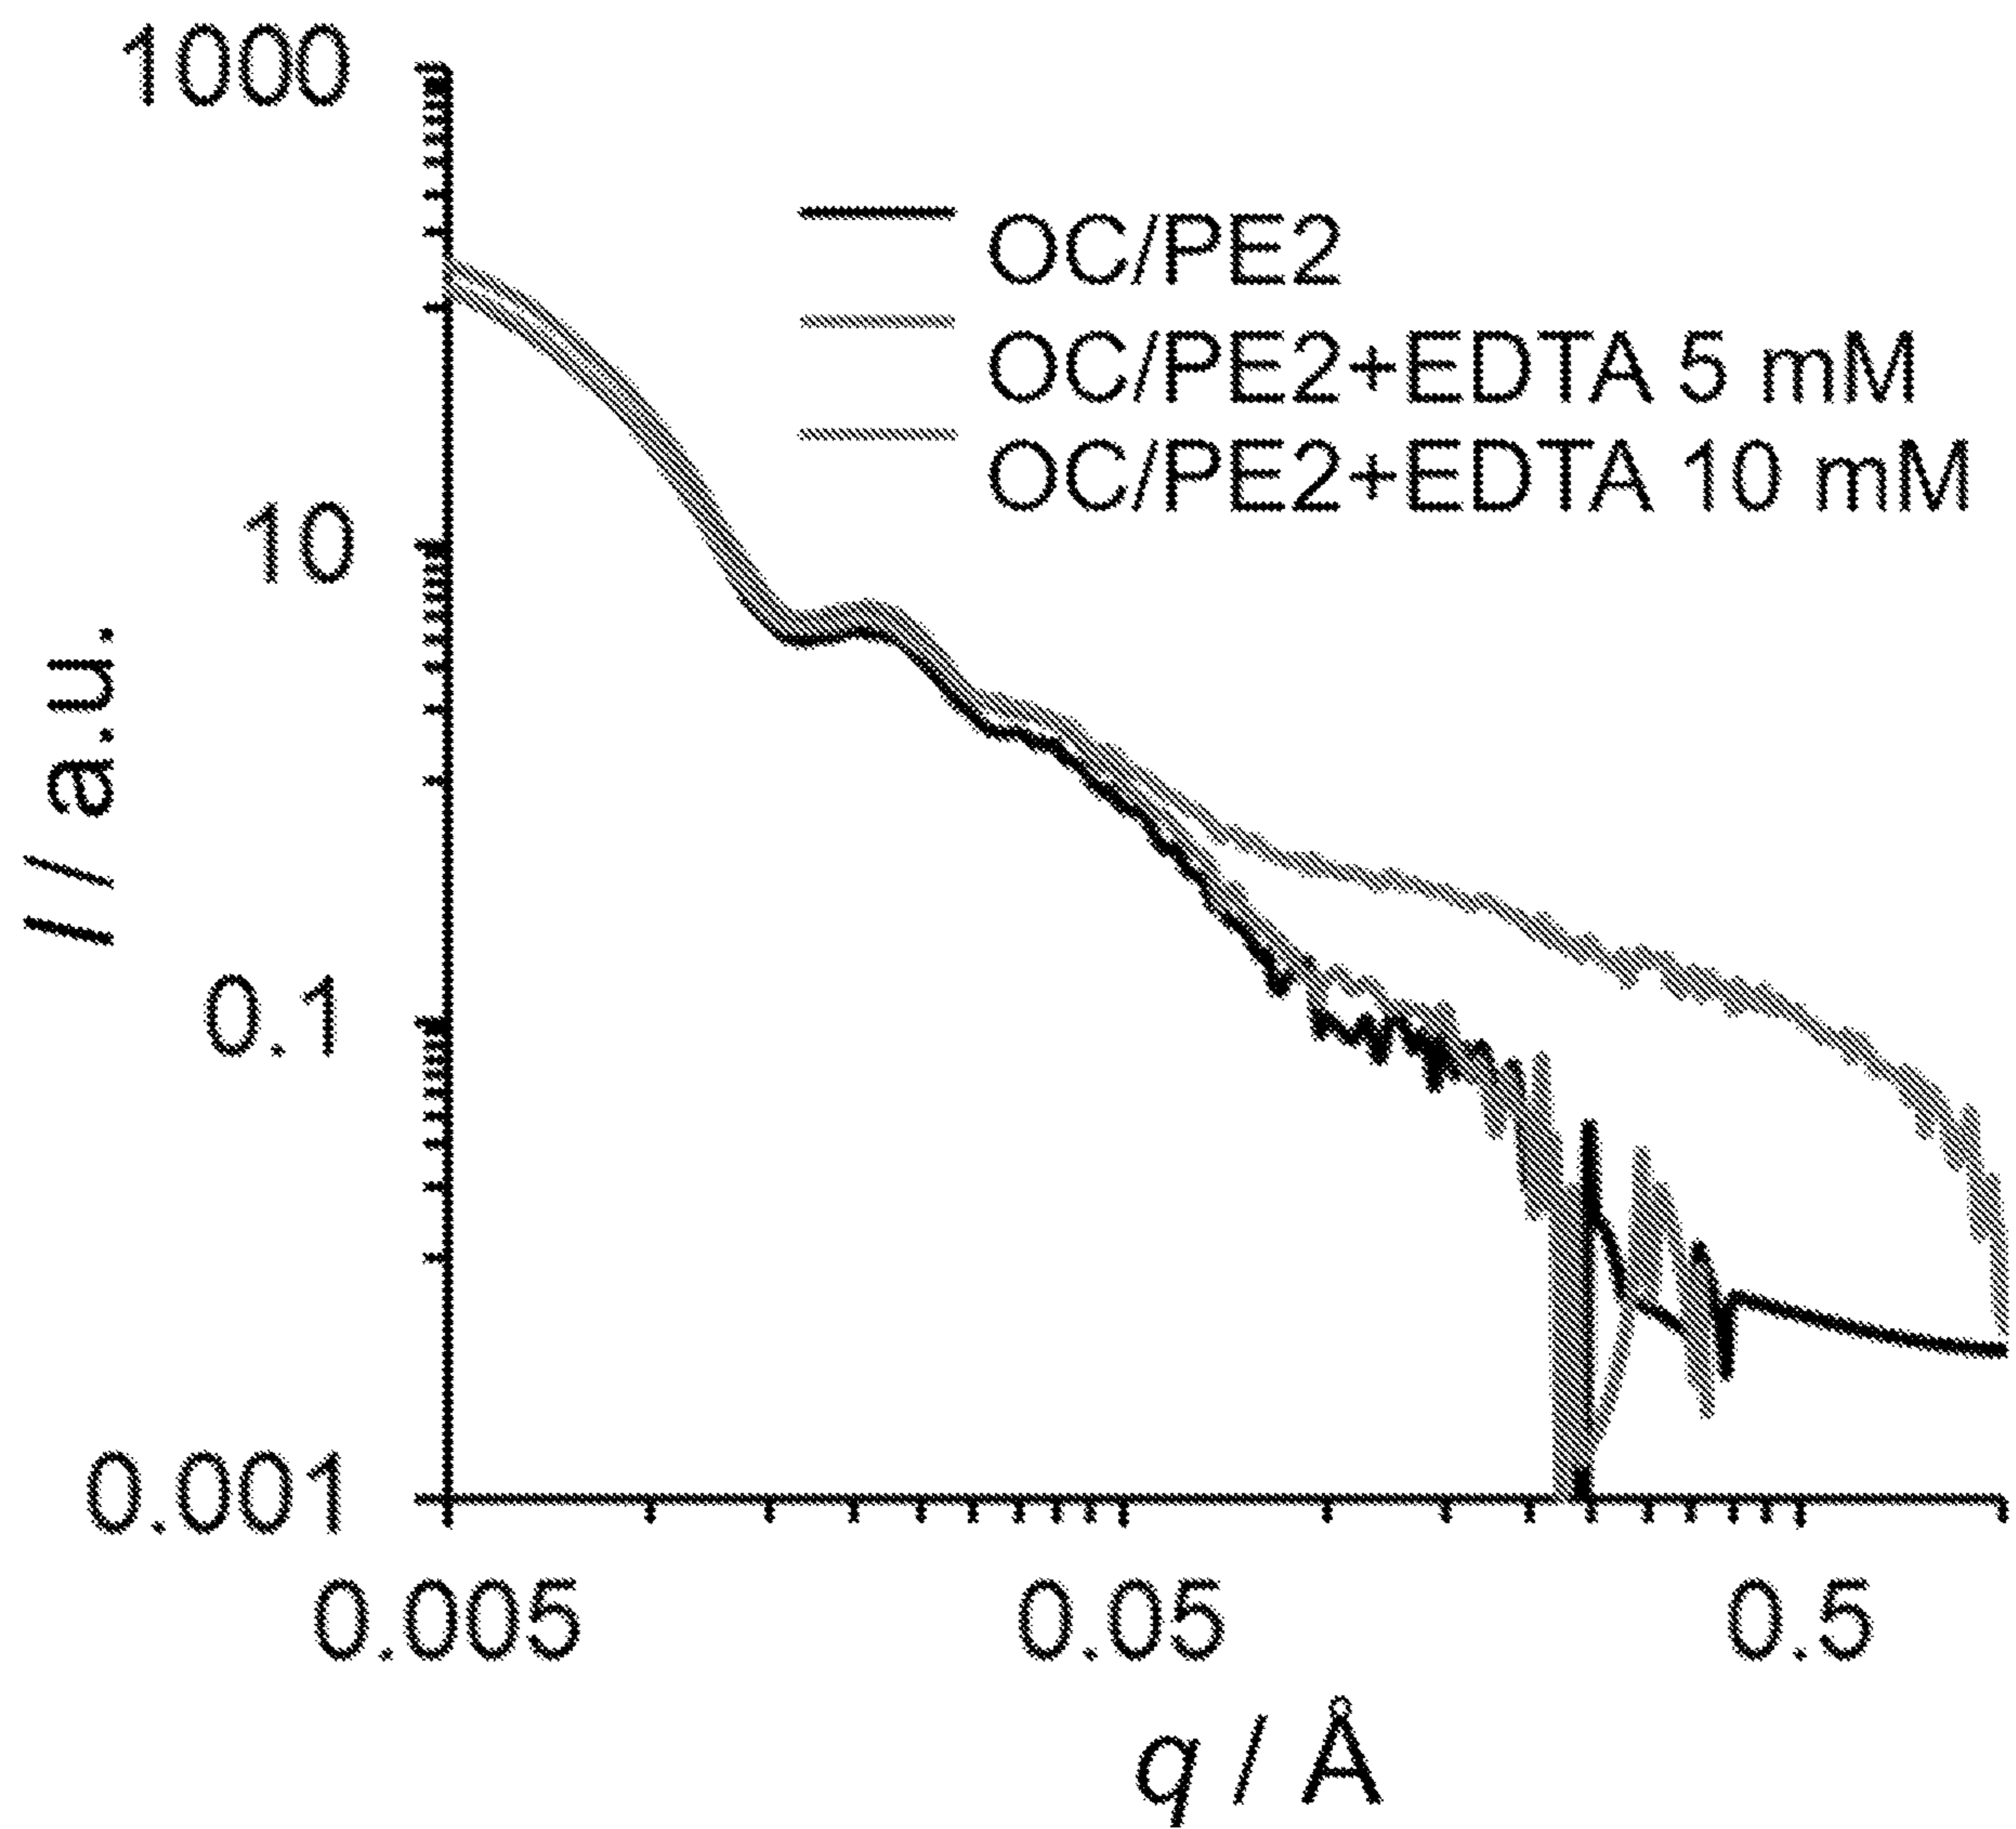 1000
10
0.1
0.001
I / a.u.
OC/PE2
OC/PE2+EDTA 5 mM
OC/PE2+EDTA 10 mM
0.005 0.05 0.5
q / Å